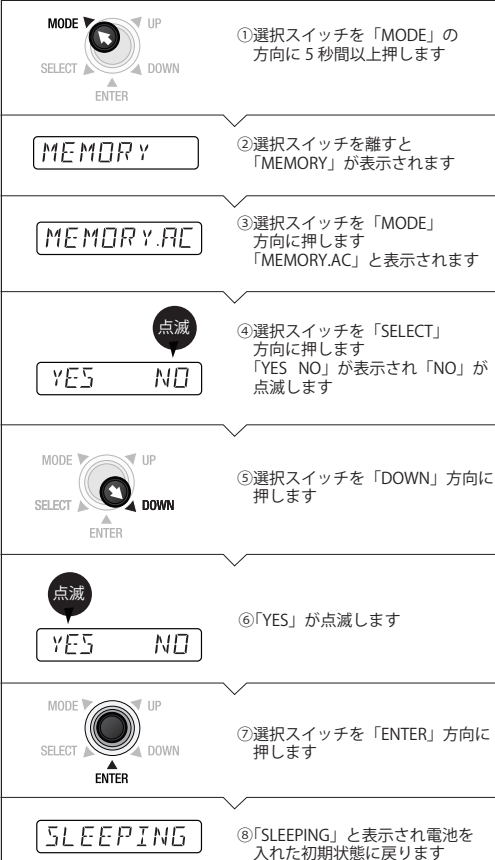 MODE UP
SELECT DOWN
ENTER
①選択スイッチを「MODE」の
方向に 5 秒間以上押します
MEMORY
②選択スイッチを離すと
「MEMORY」が表示されます
MEMORY.AC
③選択スイッチを「MODE」
方向に押します
「MEMORY.AC」と表示されます
点滅
YES NO
④選択スイッチを「SELECT」
方向に押します
「YES NO」が表示され「NO」が
点滅します
MODE UP
SELECT DOWN
ENTER
⑤選択スイッチを「DOWN」方向に
押します
点滅
YES NO
⑥「YES」が点滅します
MODE UP
SELECT DOWN
ENTER
⑦選択スイッチを「ENTER」方向に
押します
SLEEPING
⑧「SLEEPING」と表示され電池を
入れた初期状態に戻ります